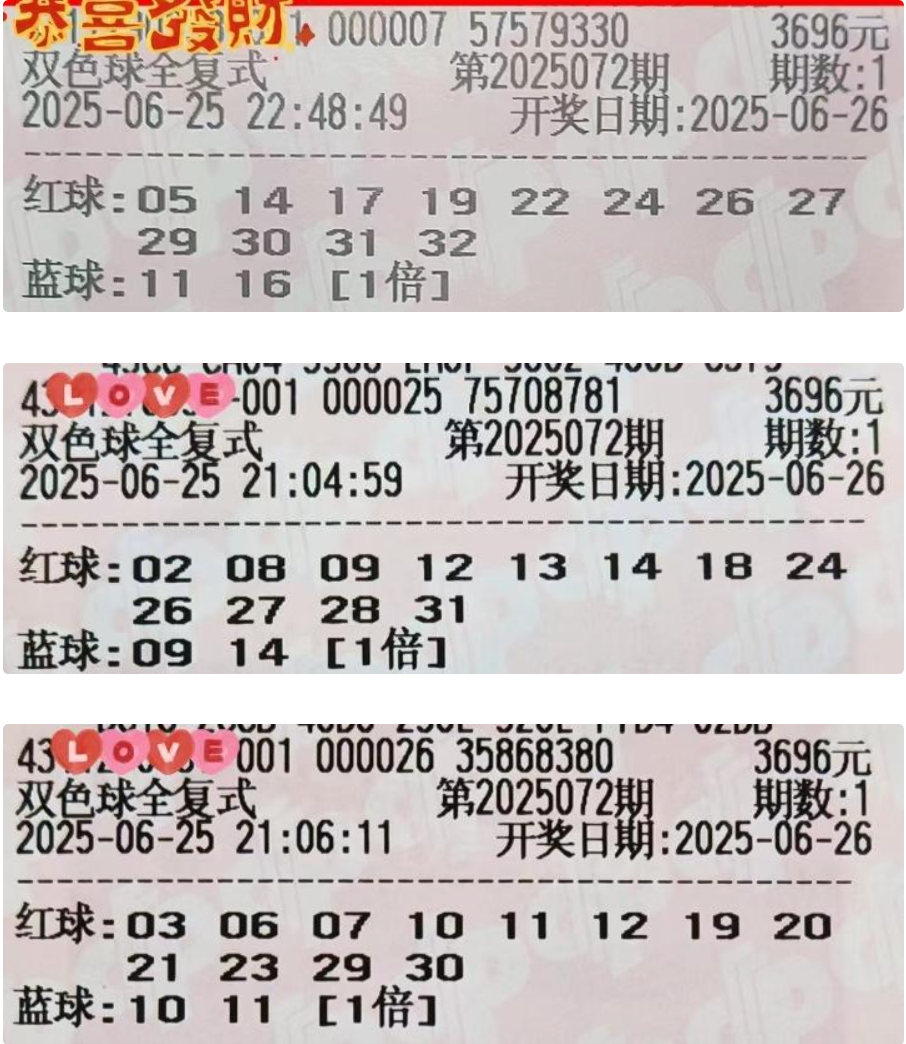 恭喜發財
000007 57579330 3696元
双色球全复式 第2025072期 期数:1
2025-06-25 22:48:49 开奖日期:2025-06-26
红球:05 14 17 19 22 24 26 27
29 30 31 32
蓝球:11 16 [1倍]
43 LOVE -001 000025 75708781 3696元
双色球全复式 第2025072期 期数:1
2025-06-25 21:04:59 开奖日期:2025-06-26
红球:02 08 09 12 13 14 18 24
26 27 28 31
蓝球:09 14 [1倍]
43 LOVE 001 000026 35868380 3696元
双色球全复式 第2025072期 期数:1
2025-06-25 21:06:11 开奖日期:2025-06-26
红球:03 06 07 10 11 12 19 20
21 23 29 30
蓝球:10 11 [1倍]